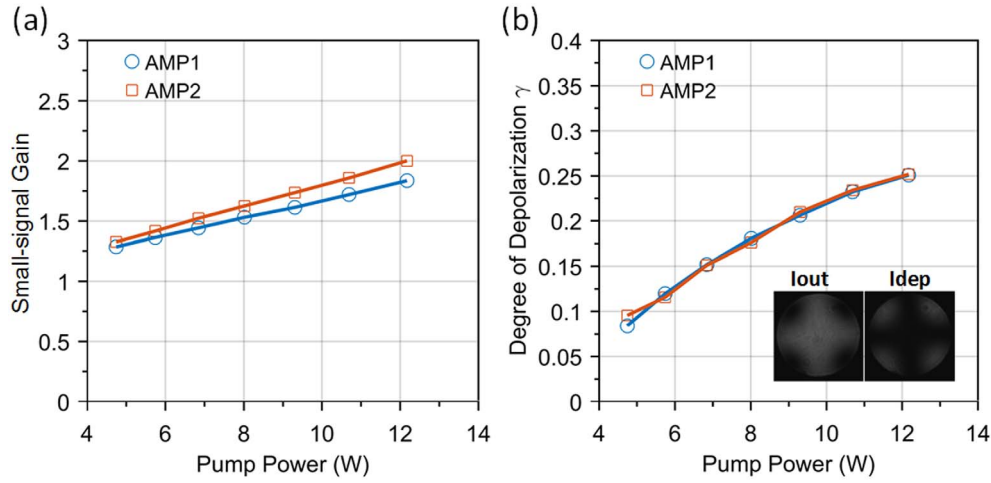 (a)
3
2.5
2
1.5
1
0.5
0
4
6
8
10
12
14
Small-signal Gain
Pump Power (W)
AMP1
AMP2
(b)
0.4
0.35
0.3
0.25
0.2
0.15
0.1
0.05
0
4
6
8
10
12
14
Degree of Depolarization γ
Pump Power (W)
AMP1
AMP2
Iout
Idep